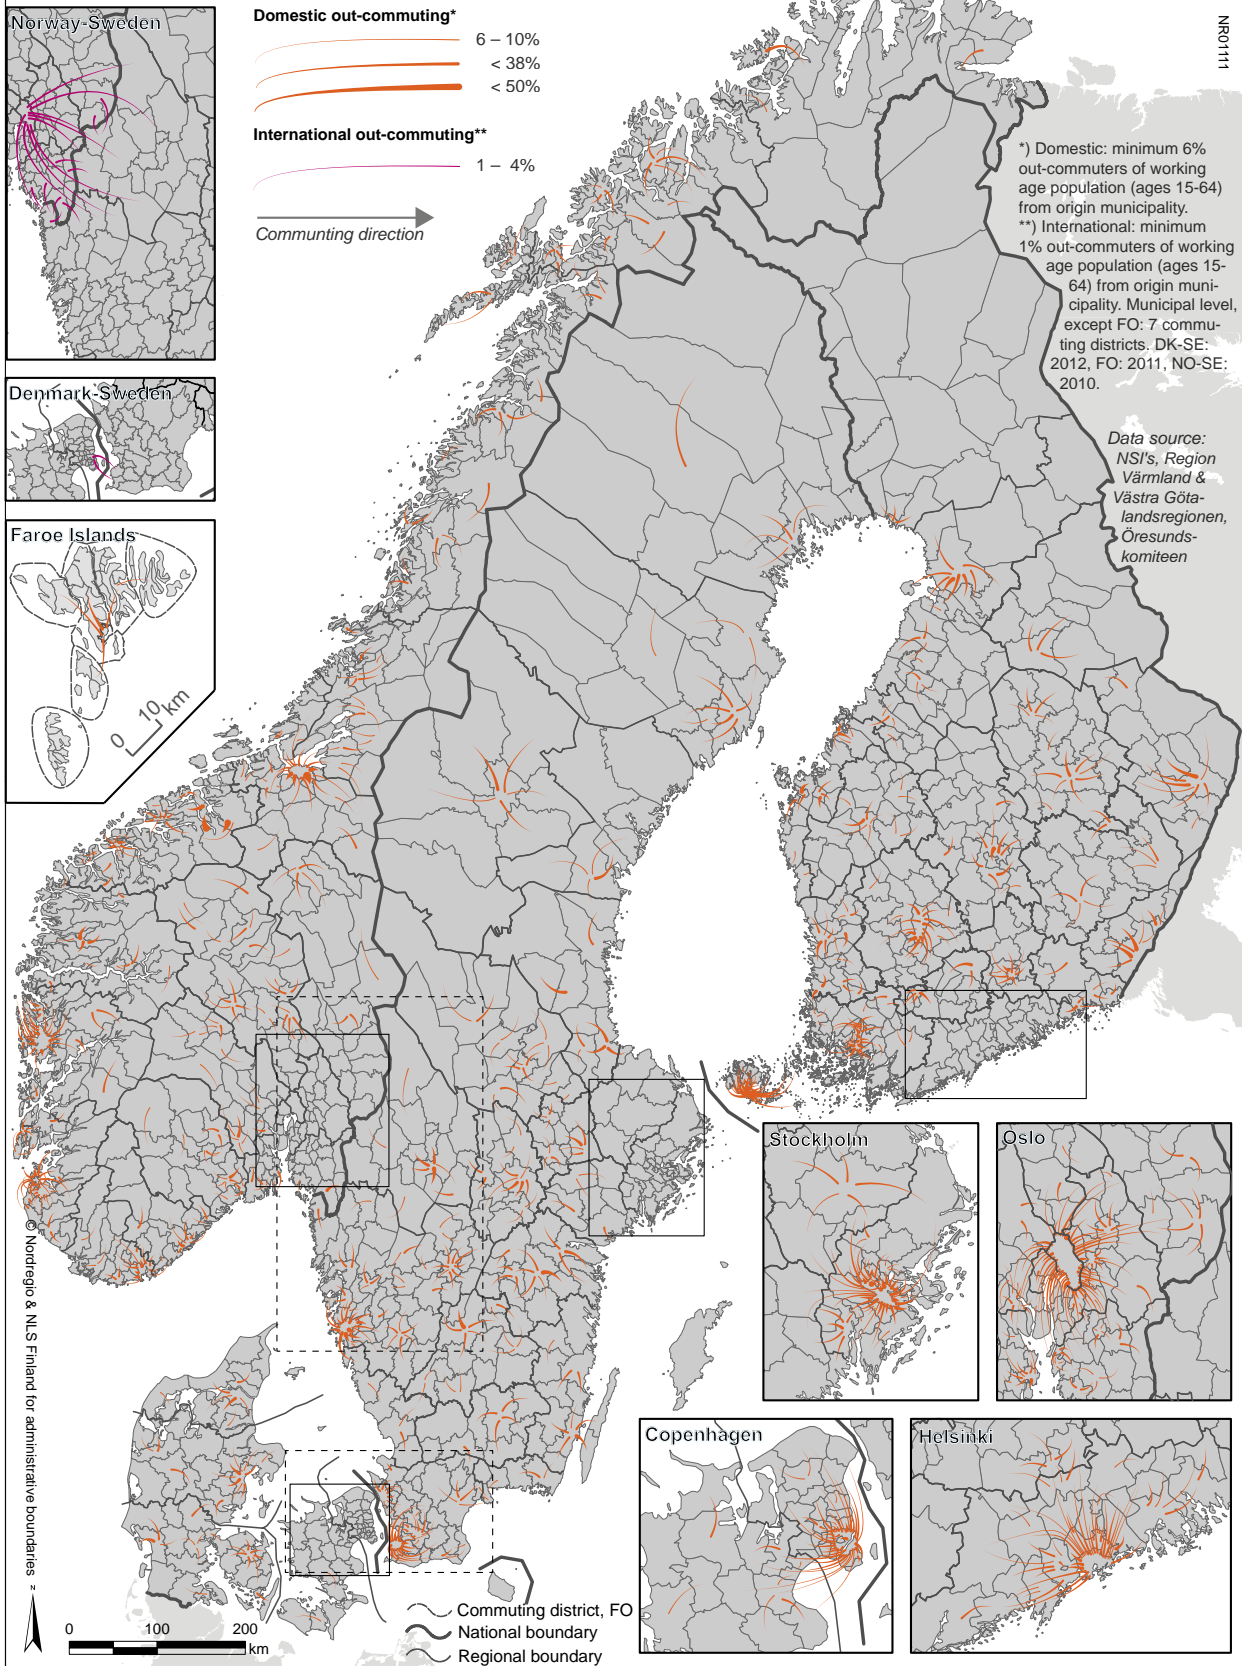 Norway-Sweden
Domestic out-commuting*
6 – 10%
< 38%
< 50%
International out-commuting**
1 – 4%
Communting direction
NR01111
*) Domestic: minimum 6%
out-commuters of working
age population (ages 15-64)
from origin municipality.
**) International: minimum
1% out-commuters of working
age population (ages 15-
64) from origin muni-
cipality. Municipal level,
except FO: 7 commu-
ting districts. DK-SE:
2012, FO: 2011, NO-SE:
2010.
Data source:
NSI's, Region
Värmland &
Västra Göta-
landsregionen,
Öresunds-
komiteen
Denmark-Sweden
Faroe Islands
0 10
km
Stockholm
Oslo
Copenhagen
Helsinki
© Nordregio & NLS Finland for administrative boundaries
z
0 100 200
km
Commuting district, FO
National boundary
Regional boundary